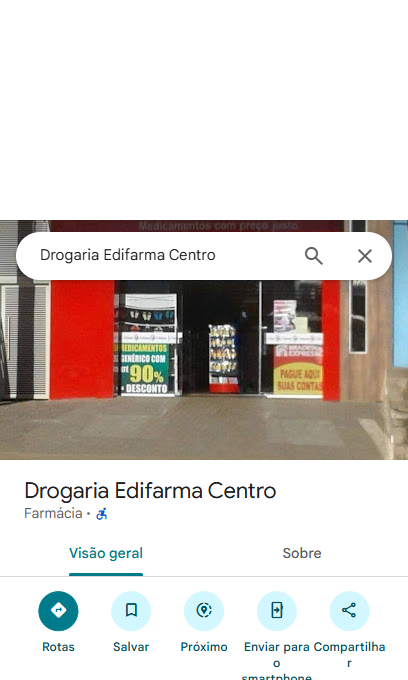 Medicamentos com preço justo.
Drogaria Edifarma Centro
MEDICAMENTOS
GENÉRICO COM
ATÉ
90%
DESCONTO
BRADESCO
EXPRESSO
PAGUE AQUI
SUAS CONTAS
Drogaria Edifarma Centro
Farmácia ·
Visão geral
Sobre
Rotas
Salvar
Próximo
Enviar para
o
smartphone
Compartilha
r